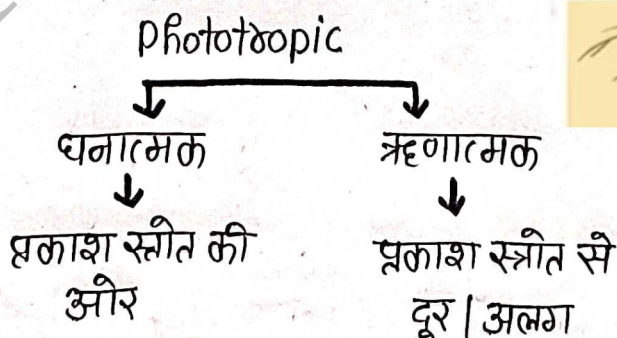 Phototropic
धनात्मक
ऋणात्मक
प्रकाश स्त्रोत की
ओर
प्रकाश स्त्रोत से
दूर | अलग